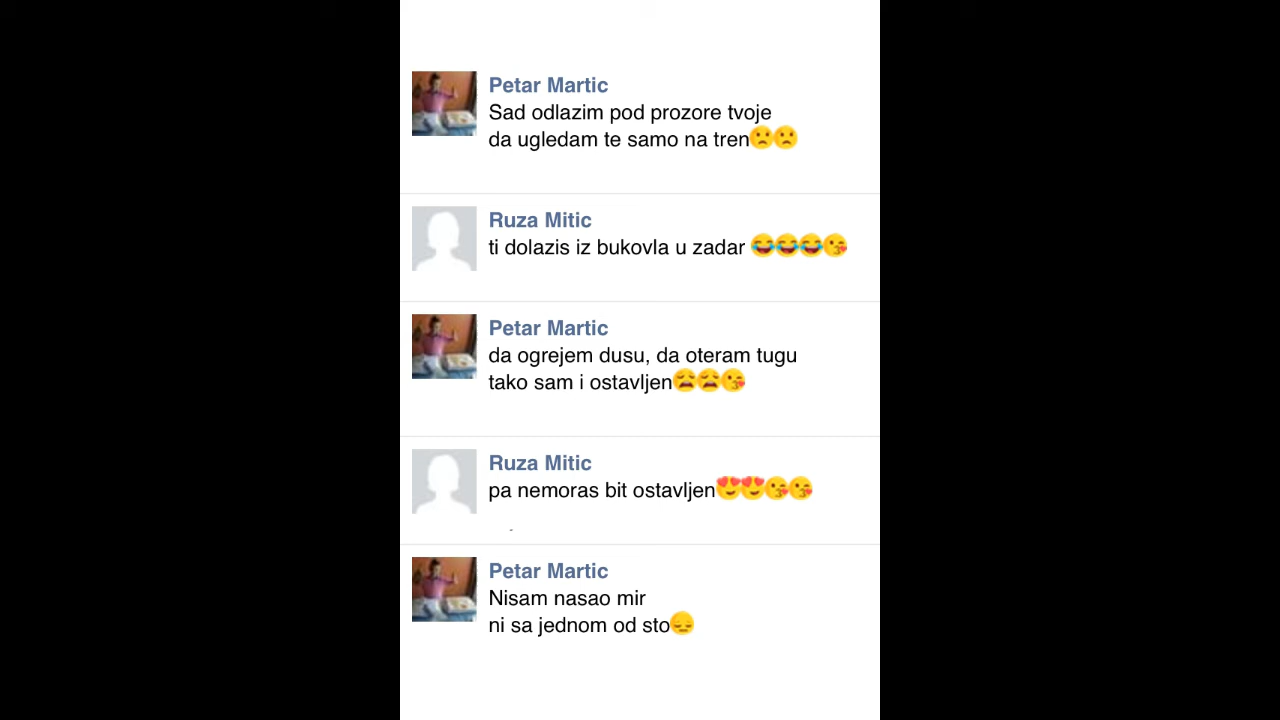 Petar Martic
Sad odlazim pod prozore tvoje
da ugledam te samo na tren🙁🙁
Ruza Mitic
ti dolazis iz bukovla u zadar 😂😂😂😘
Petar Martic
da ogrejem dusu, da oteram tugu
tako sam i ostavljen😩😩😘
Ruza Mitic
pa nemoras bit ostavljen😍😍😘😘
Petar Martic
Nisam nasao mir
ni sa jednom od sto😔